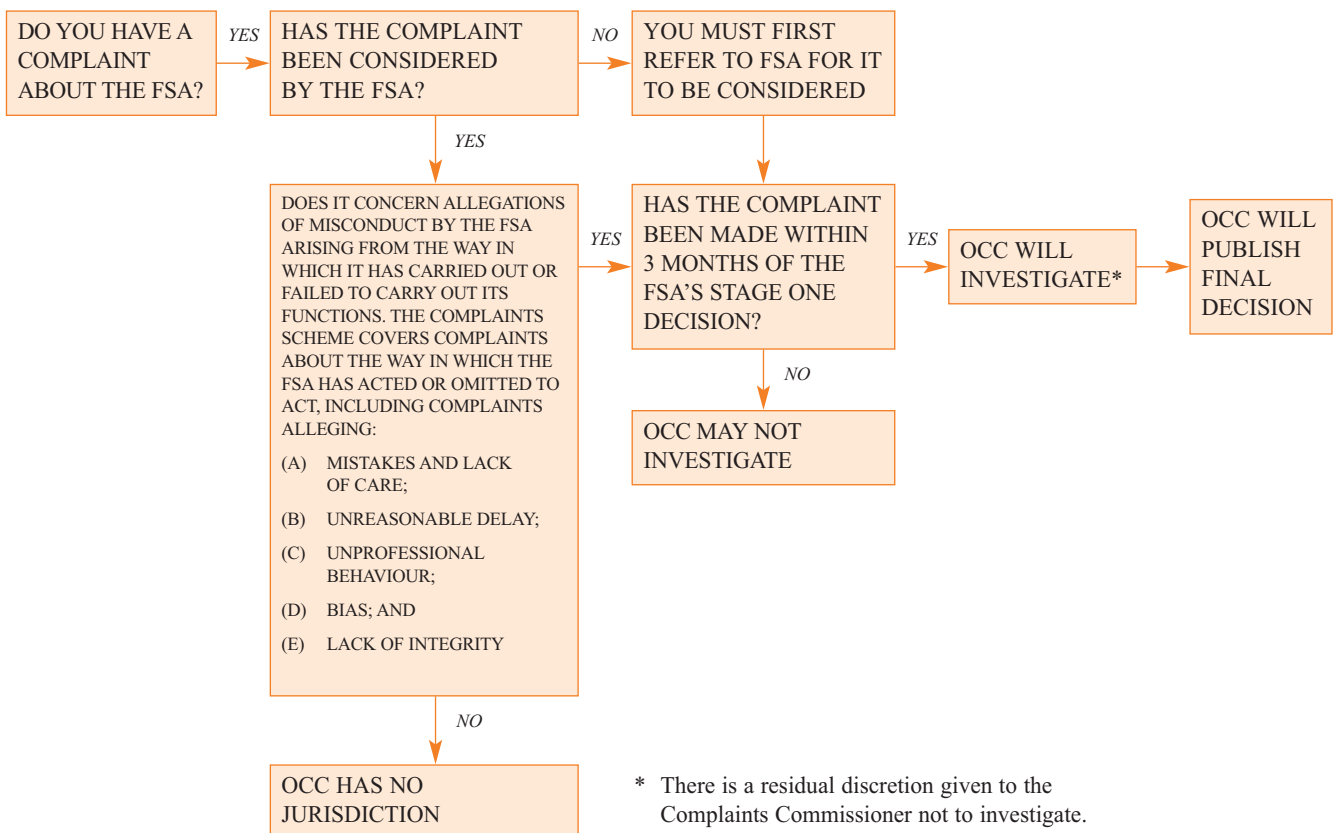 DO YOU HAVE A
COMPLAINT
ABOUT THE FSA?
YES
HAS THE COMPLAINT
BEEN CONSIDERED
BY THE FSA?
NO
YOU MUST FIRST
REFER TO FSA FOR IT
TO BE CONSIDERED
YES
DOES IT CONCERN ALLEGATIONS
OF MISCONDUCT BY THE FSA
ARISING FROM THE WAY IN
WHICH IT HAS CARRIED OUT OR
FAILED TO CARRY OUT ITS
FUNCTIONS. THE COMPLAINTS
SCHEME COVERS COMPLAINTS
ABOUT THE WAY IN WHICH THE
FSA HAS ACTED OR OMITTED TO
ACT, INCLUDING COMPLAINTS
ALLEGING:
(A) MISTAKES AND LACK
OF CARE;
(B) UNREASONABLE DELAY;
(C) UNPROFESSIONAL
BEHAVIOUR;
(D) BIAS; AND
(E) LACK OF INTEGRITY
YES
HAS THE COMPLAINT
BEEN MADE WITHIN
3 MONTHS OF THE
FSA'S STAGE ONE
DECISION?
YES
OCC WILL
INVESTIGATE*
OCC WILL
PUBLISH
FINAL
DECISION
NO
OCC MAY NOT
INVESTIGATE
NO
OCC HAS NO
JURISDICTION
* There is a residual discretion given to the
Complaints Commissioner not to investigate.